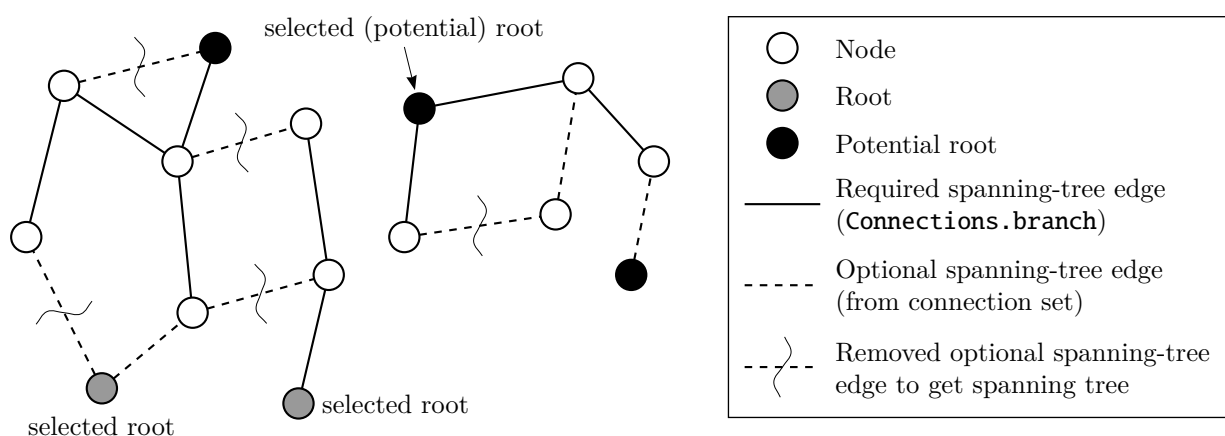 selected (potential) root
selected root
selected root
Node
Root
Potential root
Required spanning-tree edge
(Connections.branch)
Optional spanning-tree edge
(from connection set)
Removed optional spanning-tree
edge to get spanning tree